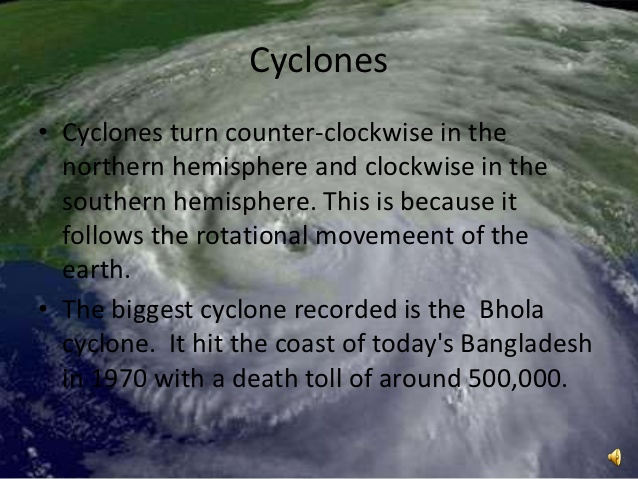 Cyclones
• Cyclones turn counter-clockwise in the
northern hemisphere and clockwise in the
southern hemisphere. This is because it
follows the rotational movemeent of the
earth.
• The biggest cyclone recorded is the  Bhola
cyclone.  It hit the coast of today's Bangladesh
in 1970 with a death toll of around 500,000.